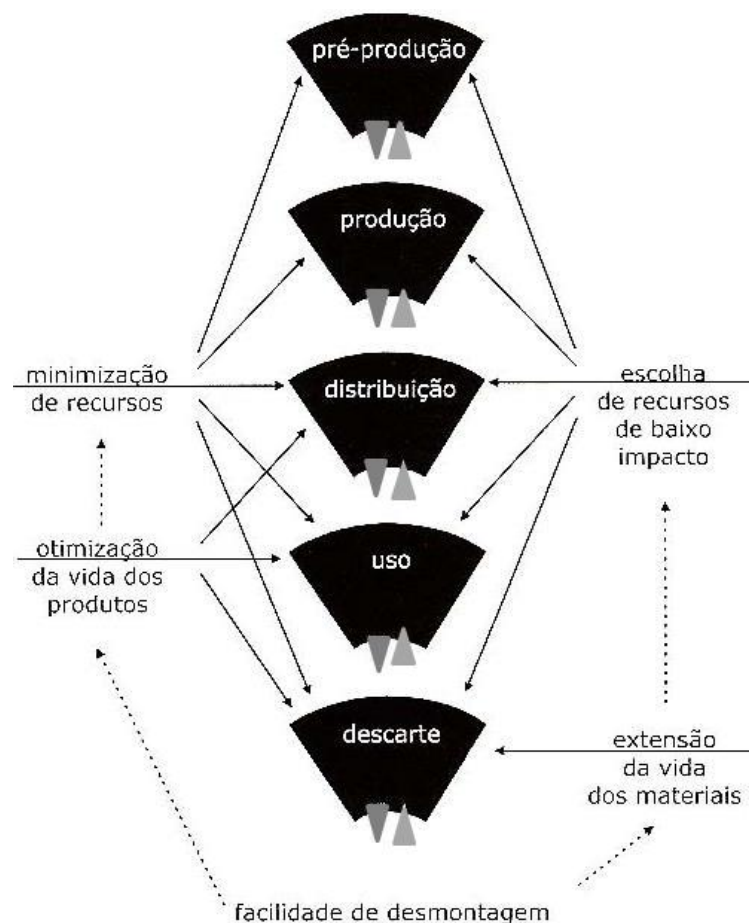 pré-produção
produção
minimização
de recursos
distribuição
escolha
de recursos
de baixo
impacto
otimização
da vida dos
produtos
uso
descarte
extensão
da vida
dos materiais
facilidade de desmontagem